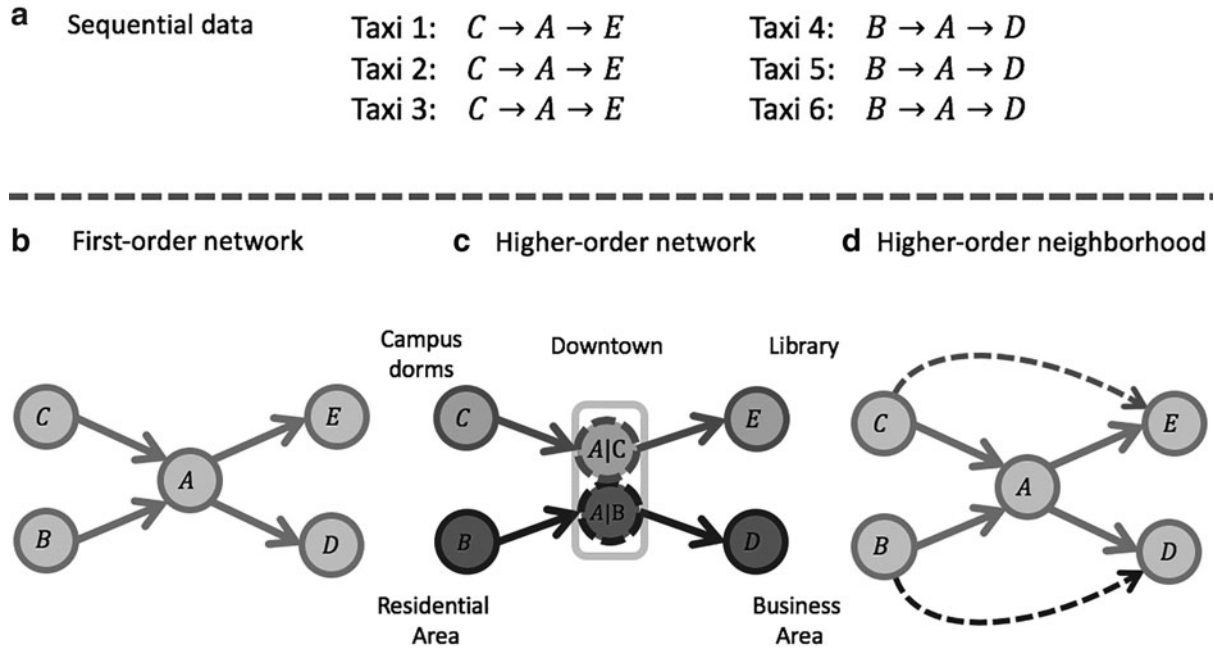 a Sequential data
Taxi 1: C → A → E
Taxi 2: C → A → E
Taxi 3: C → A → E
Taxi 4: B → A → D
Taxi 5: B → A → D
Taxi 6: B → A → D
b First-order network
C
A
E
B
D
c Higher-order network
Campus
dorms
Downtown
Library
C
A|C
E
A|B
B
D
Residential
Area
Business
Area
d Higher-order neighborhood
C
E
A
B
D